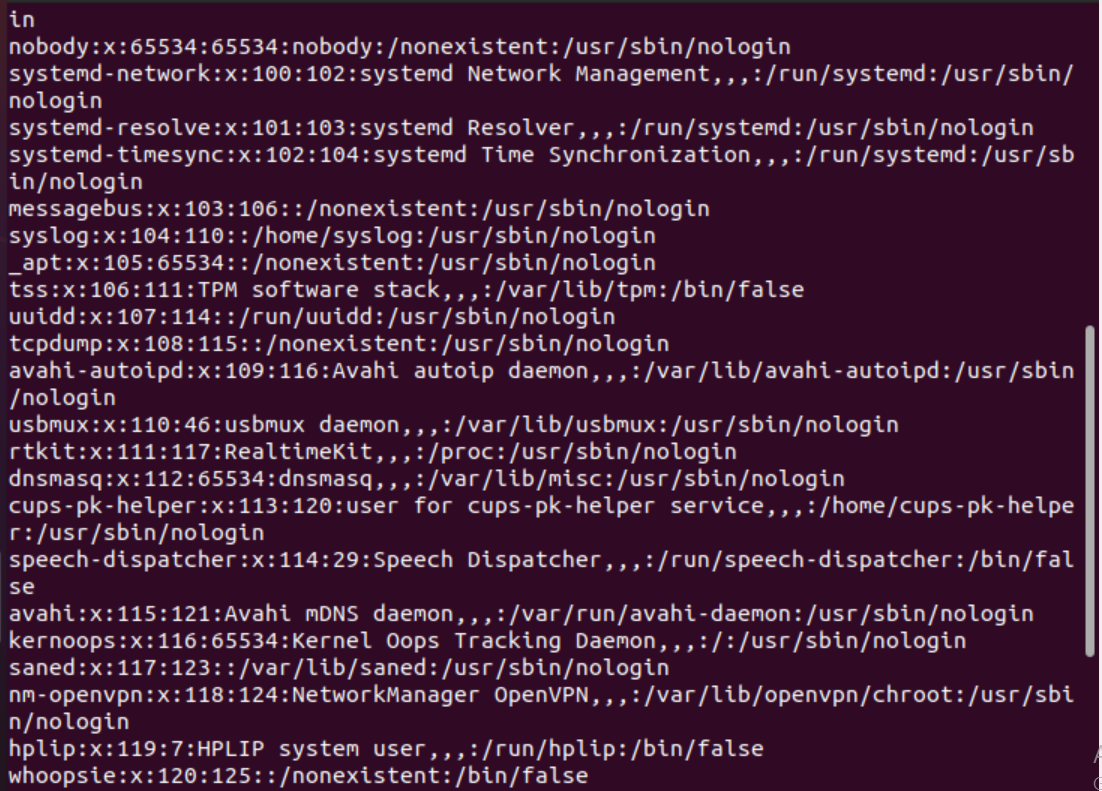 in
nobody:x:65534:65534:nobody:/nonexistent:/usr/sbin/nologin
systemd-network:x:100:102:systemd Network Management,,,:/run/systemd:/usr/sbin/
nologin
systemd-resolve:x:101:103:systemd Resolver,,,:/run/systemd:/usr/sbin/nologin
systemd-timesync:x:102:104:systemd Time Synchronization,,,:/run/systemd:/usr/sb
in/nologin
messagebus:x:103:106::/nonexistent:/usr/sbin/nologin
syslog:x:104:110::/home/syslog:/usr/sbin/nologin
_apt:x:105:65534::/nonexistent:/usr/sbin/nologin
tss:x:106:111:TPM software stack,,,:/var/lib/tpm:/bin/false
uuidd:x:107:114::/run/uuidd:/usr/sbin/nologin
tcpdump:x:108:115::/nonexistent:/usr/sbin/nologin
avahi-autoipd:x:109:116:Avahi autoip daemon,,,:/var/lib/avahi-autoipd:/usr/sbin
/nologin
usbmux:x:110:46:usbmux daemon,,,:/var/lib/usbmux:/usr/sbin/nologin
rtkit:x:111:117:RealtimeKit,,,:/proc:/usr/sbin/nologin
dnsmasq:x:112:65534:dnsmasq,,,:/var/lib/misc:/usr/sbin/nologin
cups-pk-helper:x:113:120:user for cups-pk-helper service,,,:/home/cups-pk-helpe
r:/usr/sbin/nologin
speech-dispatcher:x:114:29:Speech Dispatcher,,,:/run/speech-dispatcher:/bin/fal
se
avahi:x:115:121:Avahi mDNS daemon,,,:/var/run/avahi-daemon:/usr/sbin/nologin
kernoops:x:116:65534:Kernel Oops Tracking Daemon,,,:/:/usr/sbin/nologin
saned:x:117:123::/var/lib/saned:/usr/sbin/nologin
nm-openvpn:x:118:124:NetworkManager OpenVPN,,,:/var/lib/openvpn/chroot:/usr/sbi
n/nologin
hplip:x:119:7:HPLIP system user,,,:/run/hplip:/bin/false
whoopsie:x:120:125::/nonexistent:/bin/false